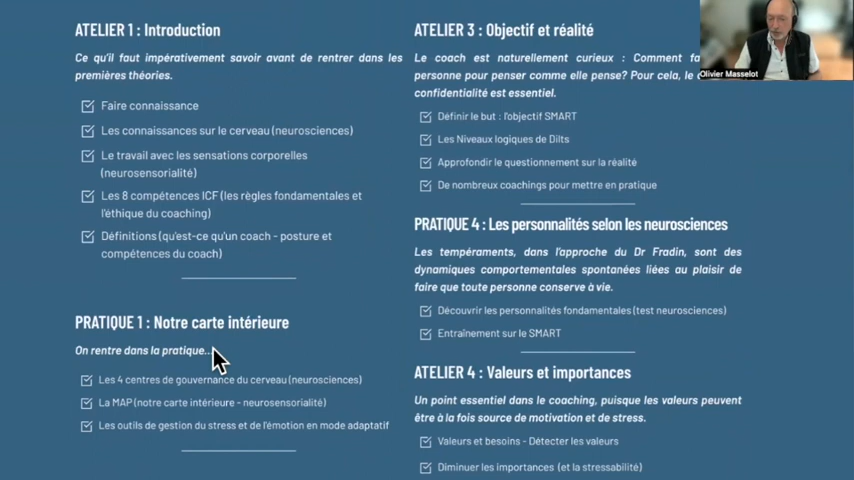 ATELIER 1 : Introduction
Ce qu'il faut impérativement savoir avant de rentrer dans les
premières théories.
Faire connaissance
Les connaissances sur le cerveau (neurosciences)
Le travail avec les sensations corporelles
(neurosensorialité)
Les 8 compétences ICF (les règles fondamentales et
l'éthique du coaching)
Définitions (qu'est-ce qu'un coach - posture et
compétences du coach)
PRATIQUE 1 : Notre carte intérieure
On rentre dans la pratique...
Les 4 centres de gouvernance du cerveau (neurosciences)
La MAP (notre carte intérieure - neurosensorialité)
Les outils de gestion du stress et de l'émotion en mode adaptatif
ATELIER 3 : Objectif et réalité
Le coach est naturellement curieux : Comment fa
personne pour penser comme elle pense? Pour cela, le
confidentialité est essentiel.
Définir le but : l'objectif SMART
Les Niveaux logiques de Dilts
Approfondir le questionnement sur la réalité
De nombreux coachings pour mettre en pratique
PRATIQUE 4 : Les personnalités selon les neurosciences
Les tempéraments, dans l'approche du Dr Fradin, sont des
dynamiques comportementales spontanées liées au plaisir de
faire que toute personne conserve à vie.
Découvrir les personnalités fondamentales (test neurosciences)
Entraînement sur le SMART
ATELIER 4 : Valeurs et importances
Un point essentiel dans le coaching, puisque les valeurs peuvent
être à la fois source de motivation et de stress.
Valeurs et besoins - Détecter les valeurs
Diminuer les importances (et la stressabilité)
Olivier Masselot